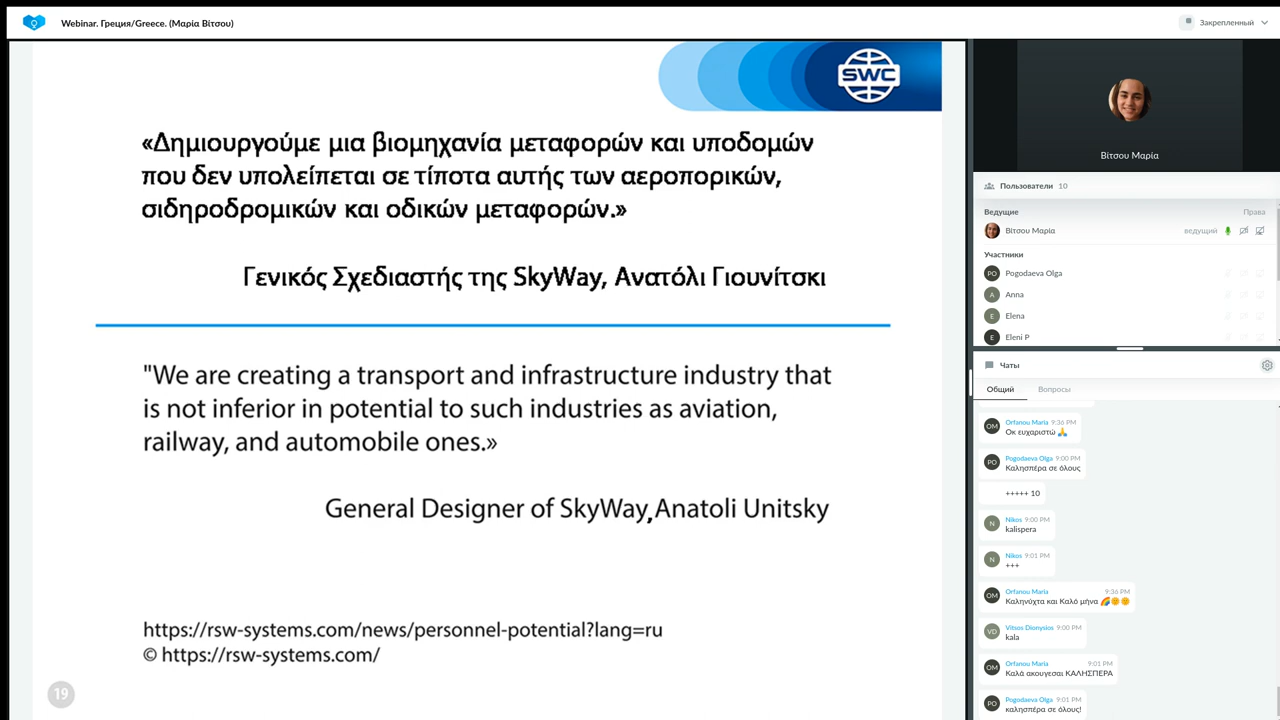 Webinar. Греция/Greece. (Μαρία Βίτσου)
Закрепленный
SWC
«Δημιουργούμε μια βιομηχανία μεταφορών και υποδομών
που δεν υπολείπεται σε τίποτα αυτής των αεροπορικών,
σιδηροδρομικών και οδικών μεταφορών.»
Γενικός Σχεδιαστής της SkyWay, Ανατόλι Γιουνίτσκι
"We are creating a transport and infrastructure industry that
is not inferior in potential to such industries as aviation,
railway, and automobile ones.»
General Designer of SkyWay, Anatoli Unitsky
https://rsw-systems.com/news/personnel-potential?lang=ru
© https://rsw-systems.com/
19
Βίτσου Μαρία
Пользователи 10
Ведущие Права
Βίτσου Μαρία ведущий
Участники
PO Pogodaeva Olga
A Anna
E Elena
E Eleni P
Чаты
Общий Вопросы
OM Orfanou Maria 9:36 PM
Οκ ευχαριστώ 🙏
PO Pogodaeva Olga 9:00 PM
Καλησπέρα σε όλους
+++++ 10
N Nikos 9:00 PM
kalispera
N Nikos 9:01 PM
+++
OM Orfanou Maria 9:36 PM
Καληνύχτα και Καλό μήνα 🌈🌞🌞
VD Vitsos Dionysios 9:00 PM
kala
OM Orfanou Maria 9:01 PM
Καλά ακουγεσαι ΚΑΛΗΣΠΕΡΑ
PO Pogodaeva Olga 9:01 PM
καλησπέρα σε όλους!